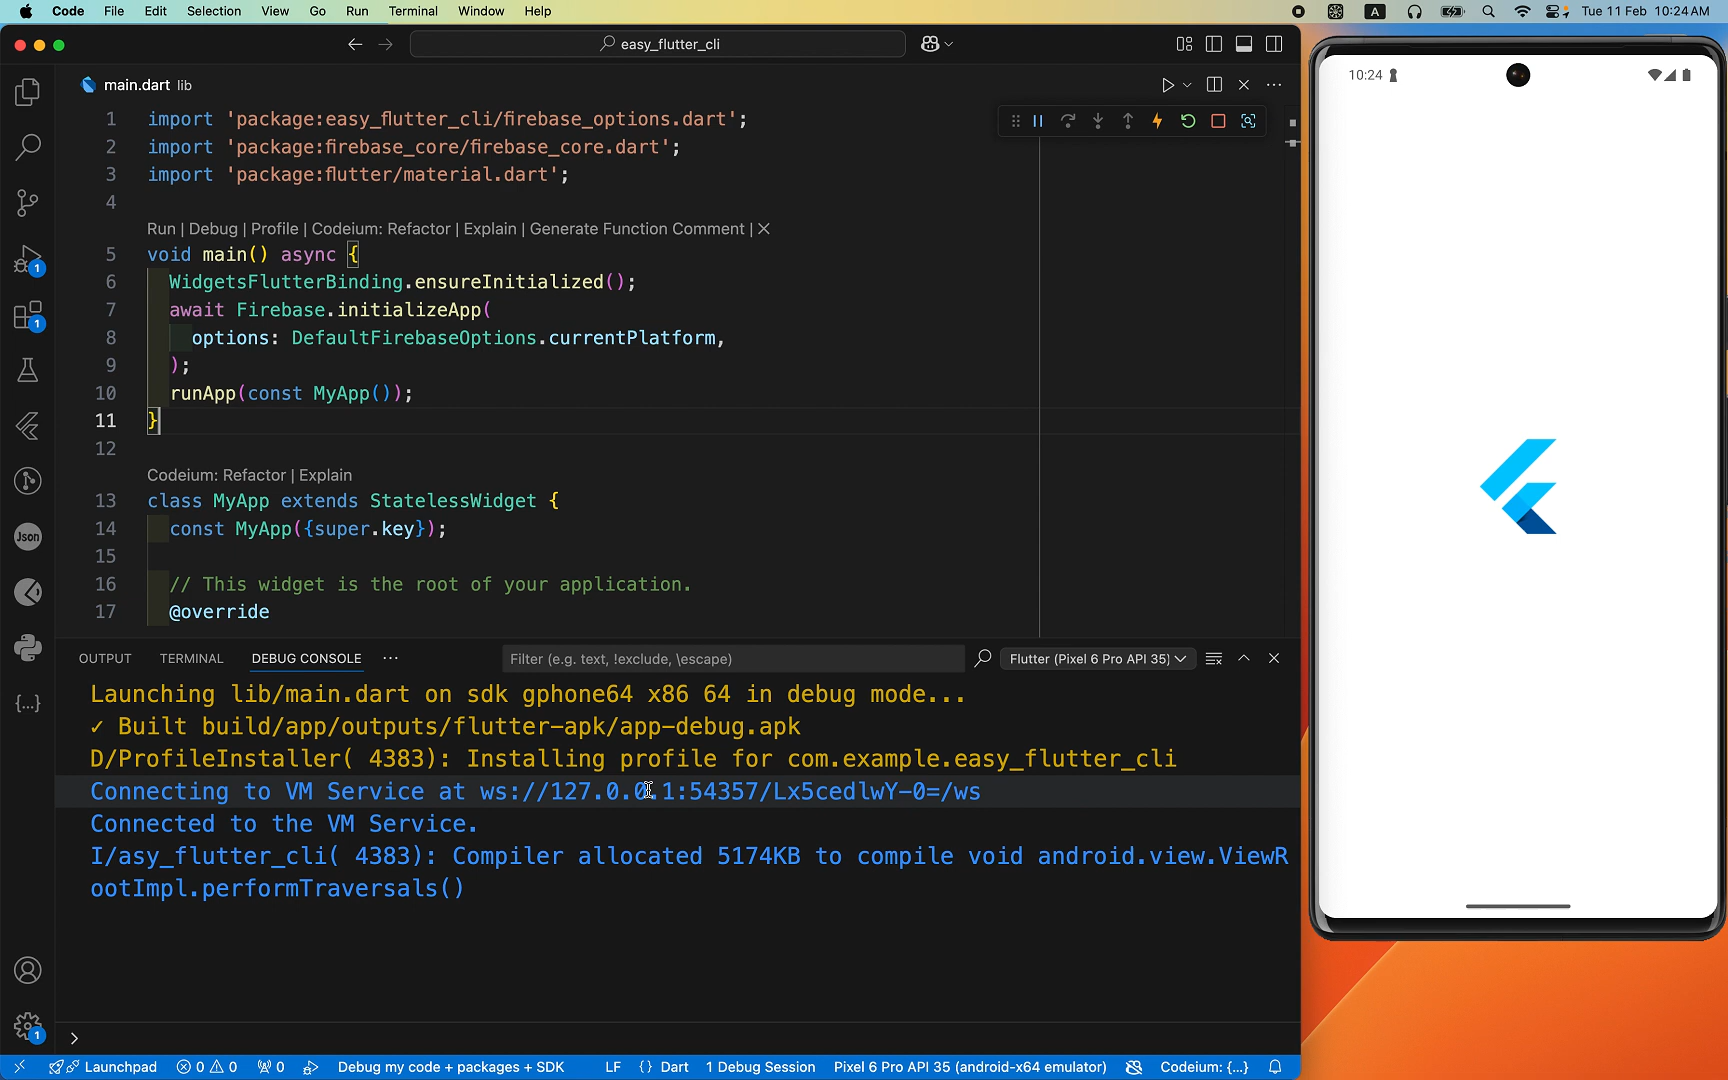 Code File Edit Selection View Go Run Terminal Window Help
A Tue 11 Feb 10:24 AM
easy_flutter_cli
main.dart lib
1 import 'package:easy_flutter_cli/firebase_options.dart';
2 import 'package:firebase_core/firebase_core.dart';
3 import 'package:flutter/material.dart';
4
Run | Debug | Profile | Codeium: Refactor | Explain | Generate Function Comment | ✕
5 void main() async {
6 WidgetsFlutterBinding.ensureInitialized();
7 await Firebase.initializeApp(
8 options: DefaultFirebaseOptions.currentPlatform,
9 );
10 runApp(const MyApp());
11 }
12
Codeium: Refactor | Explain
13 class MyApp extends StatelessWidget {
14 const MyApp({super.key});
15
16 // This widget is the root of your application.
17 @override
1
1
Json
{...}
1
OUTPUT TERMINAL DEBUG CONSOLE ...
Filter (e.g. text, !exclude, \escape)
Flutter (Pixel 6 Pro API 35)
Launching lib/main.dart on sdk gphone64 x86 64 in debug mode...
✓ Built build/app/outputs/flutter-apk/app-debug.apk
D/ProfileInstaller( 4383): Installing profile for com.example.easy_flutter_cli
Connecting to VM Service at ws://127.0.0.1:54357/Lx5cedlwY-0=/ws
Connected to the VM Service.
I/asy_flutter_cli( 4383): Compiler allocated 5174KB to compile void android.view.ViewR
ootImpl.performTraversals()
>
Launchpad 0 0 0 Debug my code + packages + SDK LF {} Dart 1 Debug Session Pixel 6 Pro API 35 (android-x64 emulator) Codeium: {...}
10:24